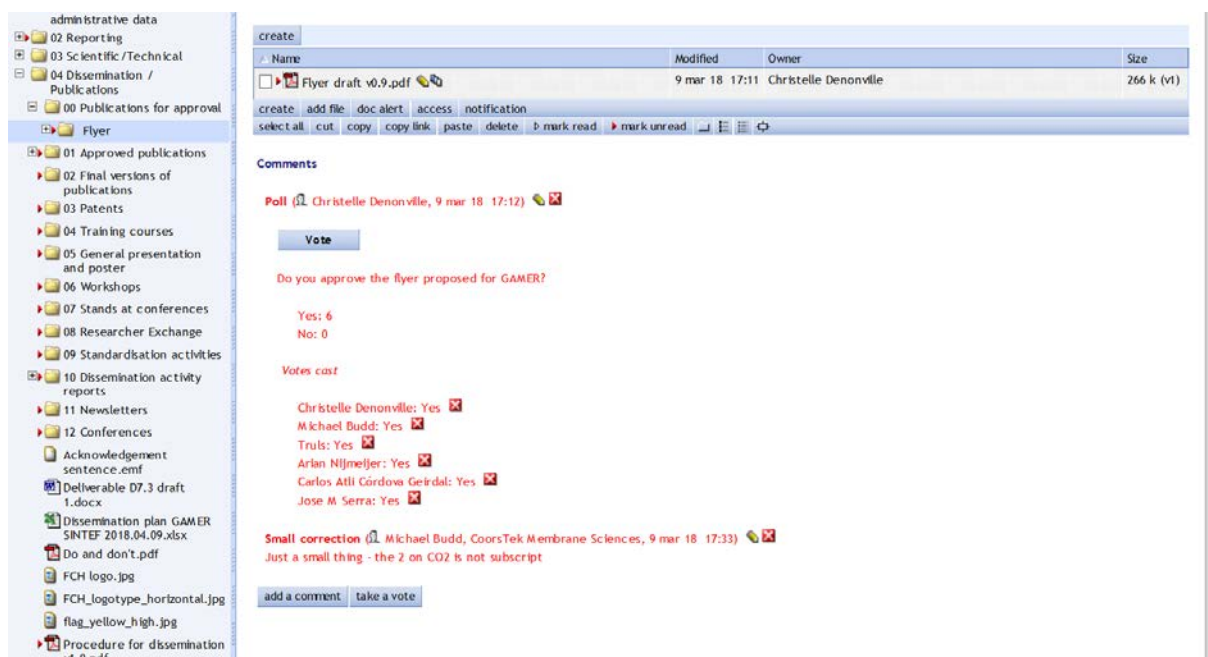 administrative data
02 Reporting
03 Scientific/Technical
04 Dissemination /
Publications
00 Publications for approval
Flyer
01 Approved publications
02 Final versions of
publications
03 Patents
04 Training courses
05 General presentation
and poster
06 Workshops
07 Stands at conferences
08 Researcher Exchange
09 Standardisation activities
10 Dissemination activity
reports
11 Newsletters
12 Conferences
Acknowledgement
sentence.emf
Deliverable D7.3 draft
1.docx
Dissemination plan GAMER
SINTEF 2018.04.09.xlsx
Do and don't.pdf
FCH logo.jpg
FCH_logotype_horizontal.jpg
flag_yellow_high.jpg
Procedure for dissemination
create
Name Modified Owner Size
Flyer draft v0.9.pdf 9 mar 18 17:11 Christelle Denonville 266 k (v1)
create add file doc alert access notification
select all cut copy copy link paste delete mark read mark unread
Comments
Poll (Christelle Denonville, 9 mar 18 17:12)
Vote
Do you approve the flyer proposed for GAMER?
Yes: 6
No: 0
Votes cast
Christelle Denonville: Yes
Michael Budd: Yes
Truls: Yes
Arian Nijmeijer: Yes
Carlos Atli Córdova Geirdal: Yes
Jose M Serra: Yes
Small correction (Michael Budd, CoorsTek Membrane Sciences, 9 mar 18 17:33)
Just a small thing - the 2 on CO2 is not subscript
add a comment take a vote